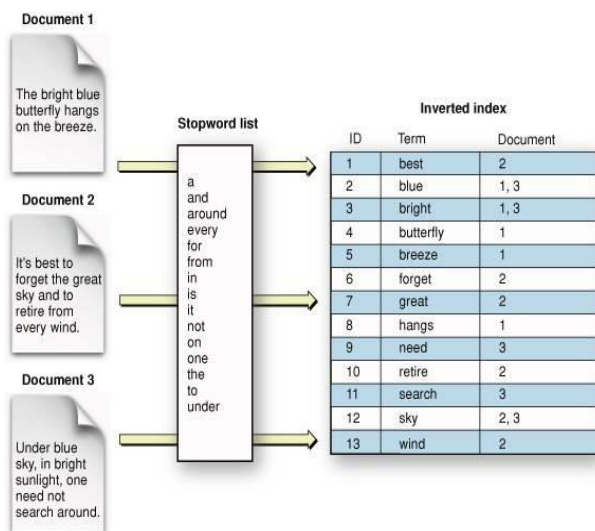 Document 1
The bright blue
butterfly hangs
on the breeze.
Document 2
It's best to
forget the great
sky and to
retire from
every wind.
Document 3
Under blue
sky, in bright
sunlight, one
need not
search around.
Stopword list
a
and
around
every
for
from
in
is
it
not
on
one
the
to
under
Inverted index
ID Term Document
1 best 2
2 blue 1, 3
3 bright 1, 3
4 butterfly 1
5 breeze 1
6 forget 2
7 great 2
8 hangs 1
9 need 3
10 retire 2
11 search 3
12 sky 2, 3
13 wind 2